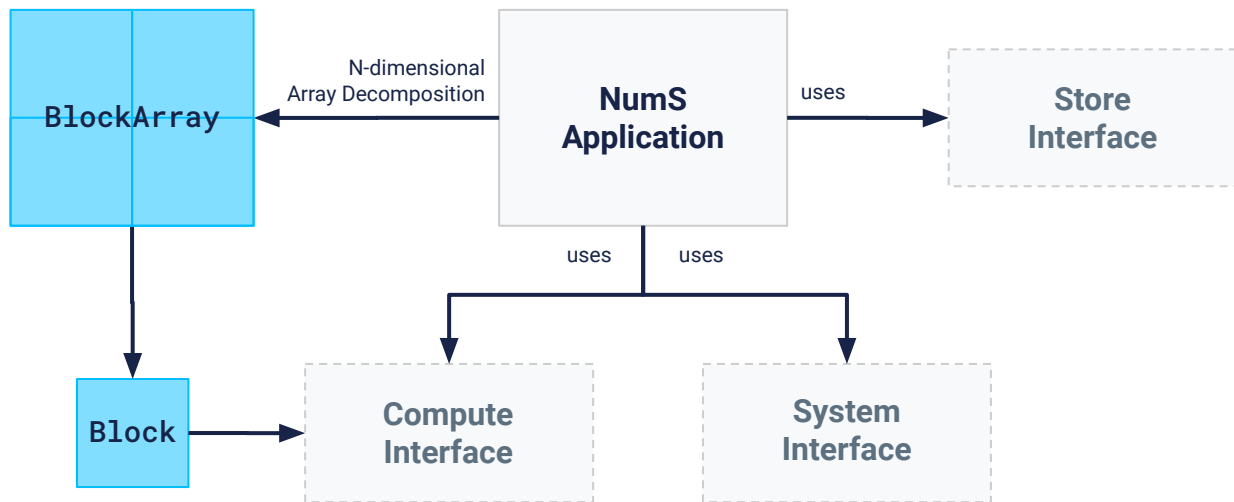 N-dimensional
Array Decomposition
BlockArray
NumS
Application
uses
Store
Interface
uses
uses
Block
Compute
Interface
System
Interface